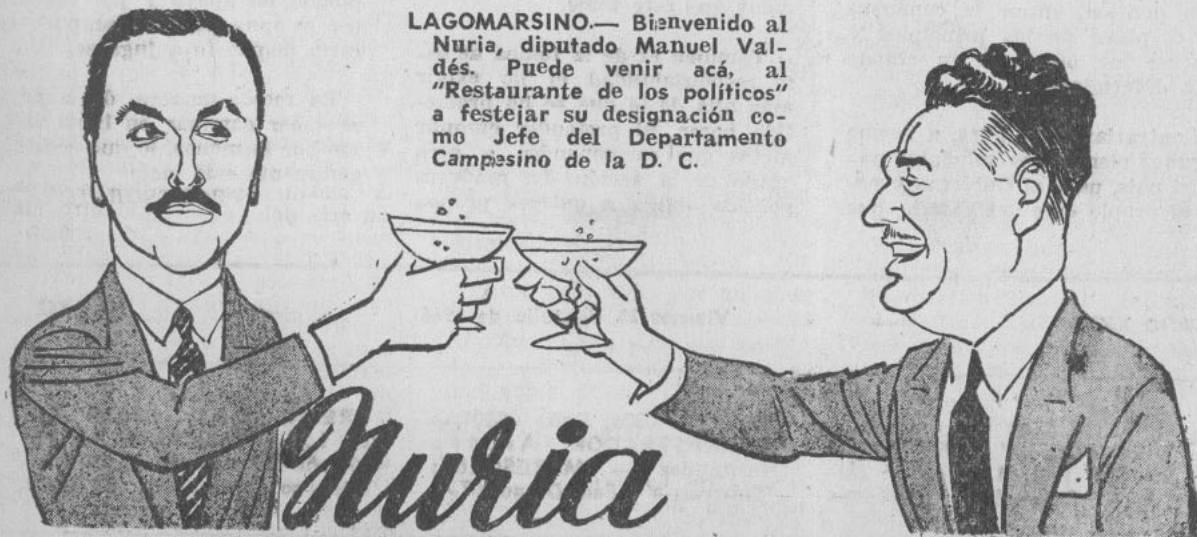 LAGOMARSINO.— Bienvenido al
Nuria, diputado Manuel Val-
dés. Puede venir acá, al
"Restaurante de los políticos"
a festejar su designación co-
mo Jefe del Departamento
Campesino de la D. C.
Nuria